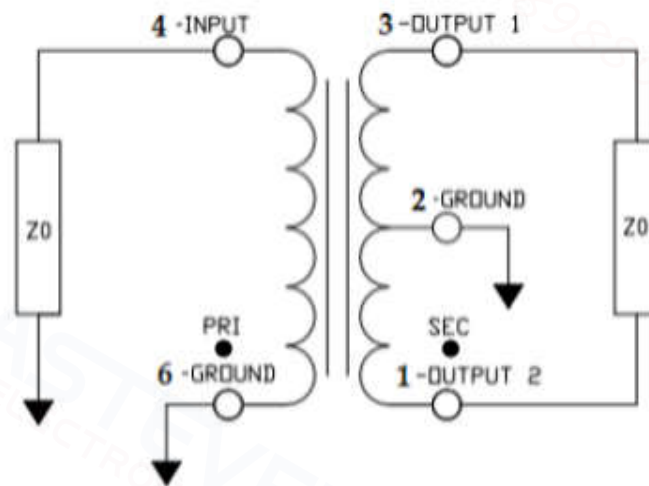 4 -INPUT
3 -OUTPUT 1
Z0
2 -GROUND
Z0
PRI
SEC
6 -GROUND
1 -OUTPUT 2